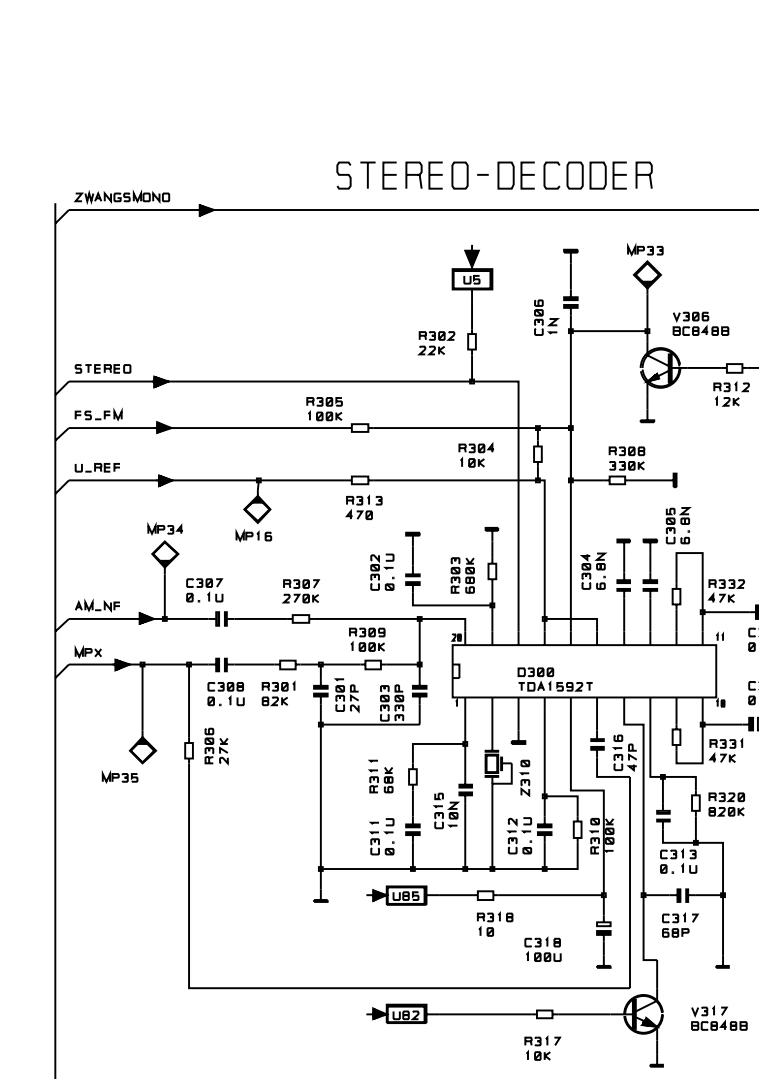 STEREO-DECODER
ZWANGSMONO
MP33
U5
C306
1N
V306
BC848B
R302
22K
STEREO
R312
12K
R305
100K
FS_FM
R304
10K
R308
330K
U_REF
R313
470
MP16
MP34
C305
6.8N
C302
0.1U
R303
680K
C304
6.8N
C307
0.1U
R307
270K
R332
47K
AM_NF
R309
100K
20
11
MPX
D300
TDA1592T
C308
0.1U
R301
82K
C301
27P
C303
330P
1
10
R306
27K
MP35
R311
68K
C315
10N
Z310
C316
47P
R331
47K
R320
820K
C311
0.1U
C312
0.1U
R310
100K
C313
0.1U
U85
R318
10
C317
68P
C318
100U
U82
V317
BC848B
R317
10K